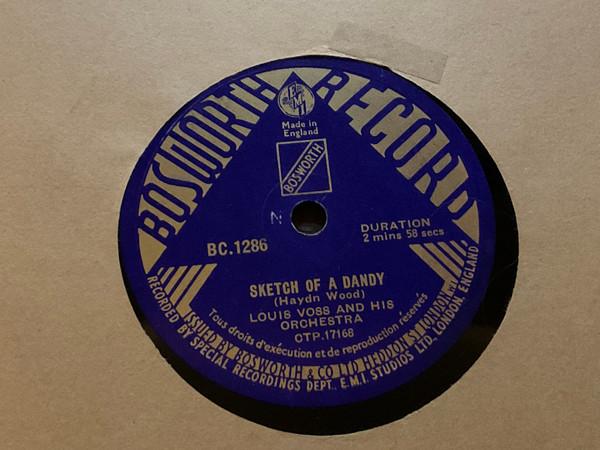 BOSWORTH RECORD
EMI
Made in
England
BOSWORTH
N
BC.1286
DURATION
2 mins 58 secs
SKETCH OF A DANDY
(Haydn Wood)
LOUIS VOSS AND HIS
ORCHESTRA
CTP.17168
Tous droits d'exécution et de reproduction réservés
ISSUED BY BOSWORTH & CO LTD HEDDON ST LONDON
RECORDED BY SPECIAL RECORDINGS DEPT., E.M.I. STUDIOS LTD, LONDON, ENGLAND